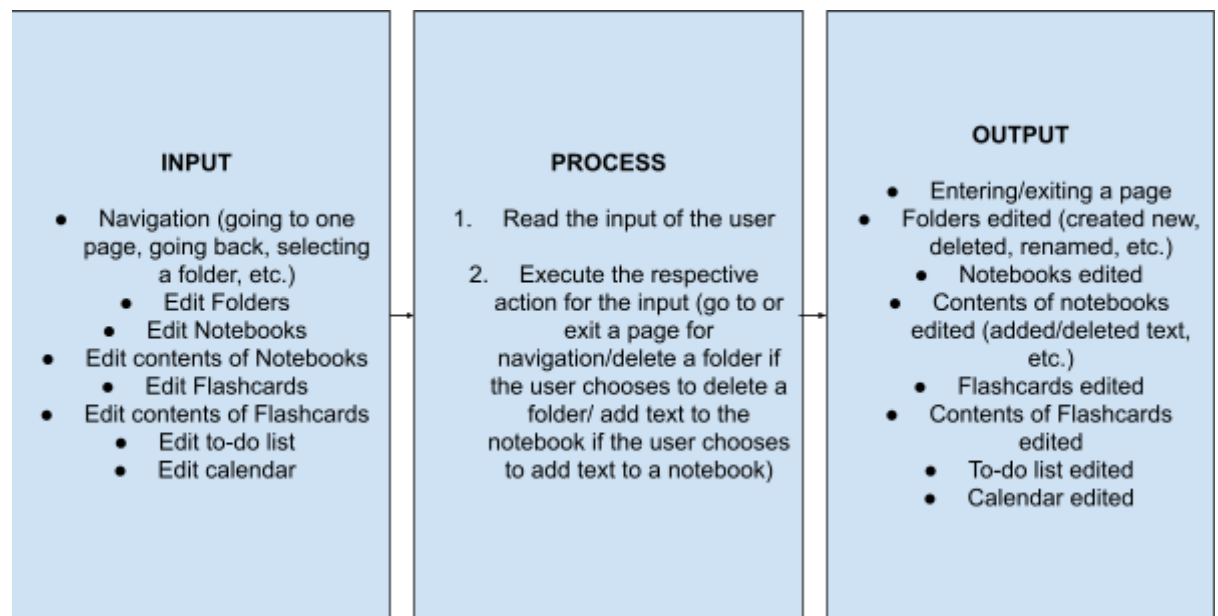 INPUT
● Navigation (going to one
page, going back, selecting
a folder, etc.)
● Edit Folders
● Edit Notebooks
● Edit contents of Notebooks
● Edit Flashcards
● Edit contents of Flashcards
● Edit to-do list
● Edit calendar
PROCESS
1. Read the input of the user
2. Execute the respective
action for the input (go to or
exit a page for
navigation/delete a folder if
the user chooses to delete a
folder/ add text to the
notebook if the user chooses
to add text to a notebook)
OUTPUT
● Entering/exiting a page
● Folders edited (created new,
deleted, renamed, etc.)
● Notebooks edited
● Contents of notebooks
edited (added/deleted text,
etc.)
● Flashcards edited
● Contents of Flashcards
edited
● To-do list edited
● Calendar edited